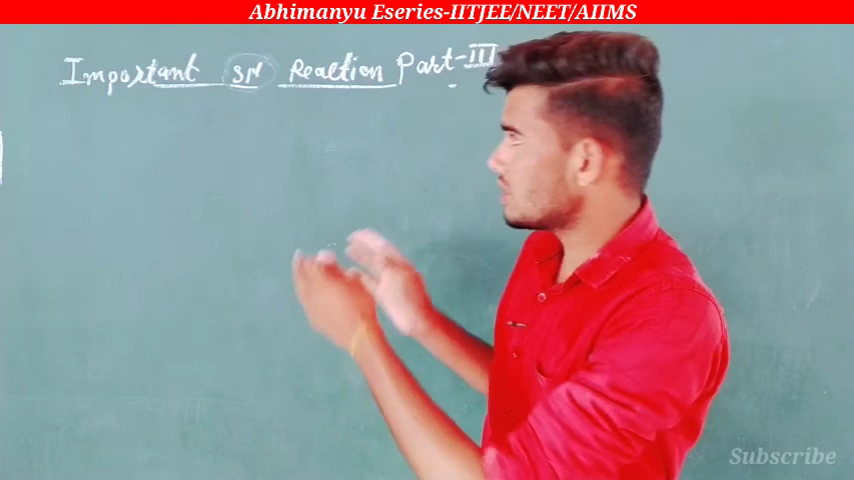 Abhimanyu Eseries-IITJEE/NEET/AIIMS
Important SN Reaction Part-III
Subscribe